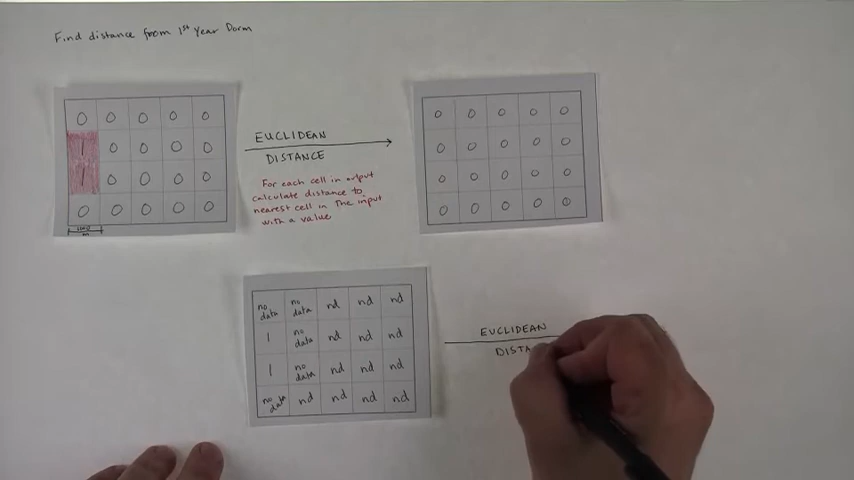 Find distance from 1st Year Dorm
0 0 0 0 0
1 0 0 0 0
1 0 0 0 0
0 0 0 0 0
EUCLIDEAN
DISTANCE
For each cell in output
calculate distance to
nearest cell in the input
with a value
0 0 0 0 0
0 0 0 0 0
0 0 0 0 0
0 0 0 0 0
no data no data nd nd nd
1 no data nd nd nd
1 no data nd nd nd
no data nd nd nd nd
EUCLIDEAN
DISTA